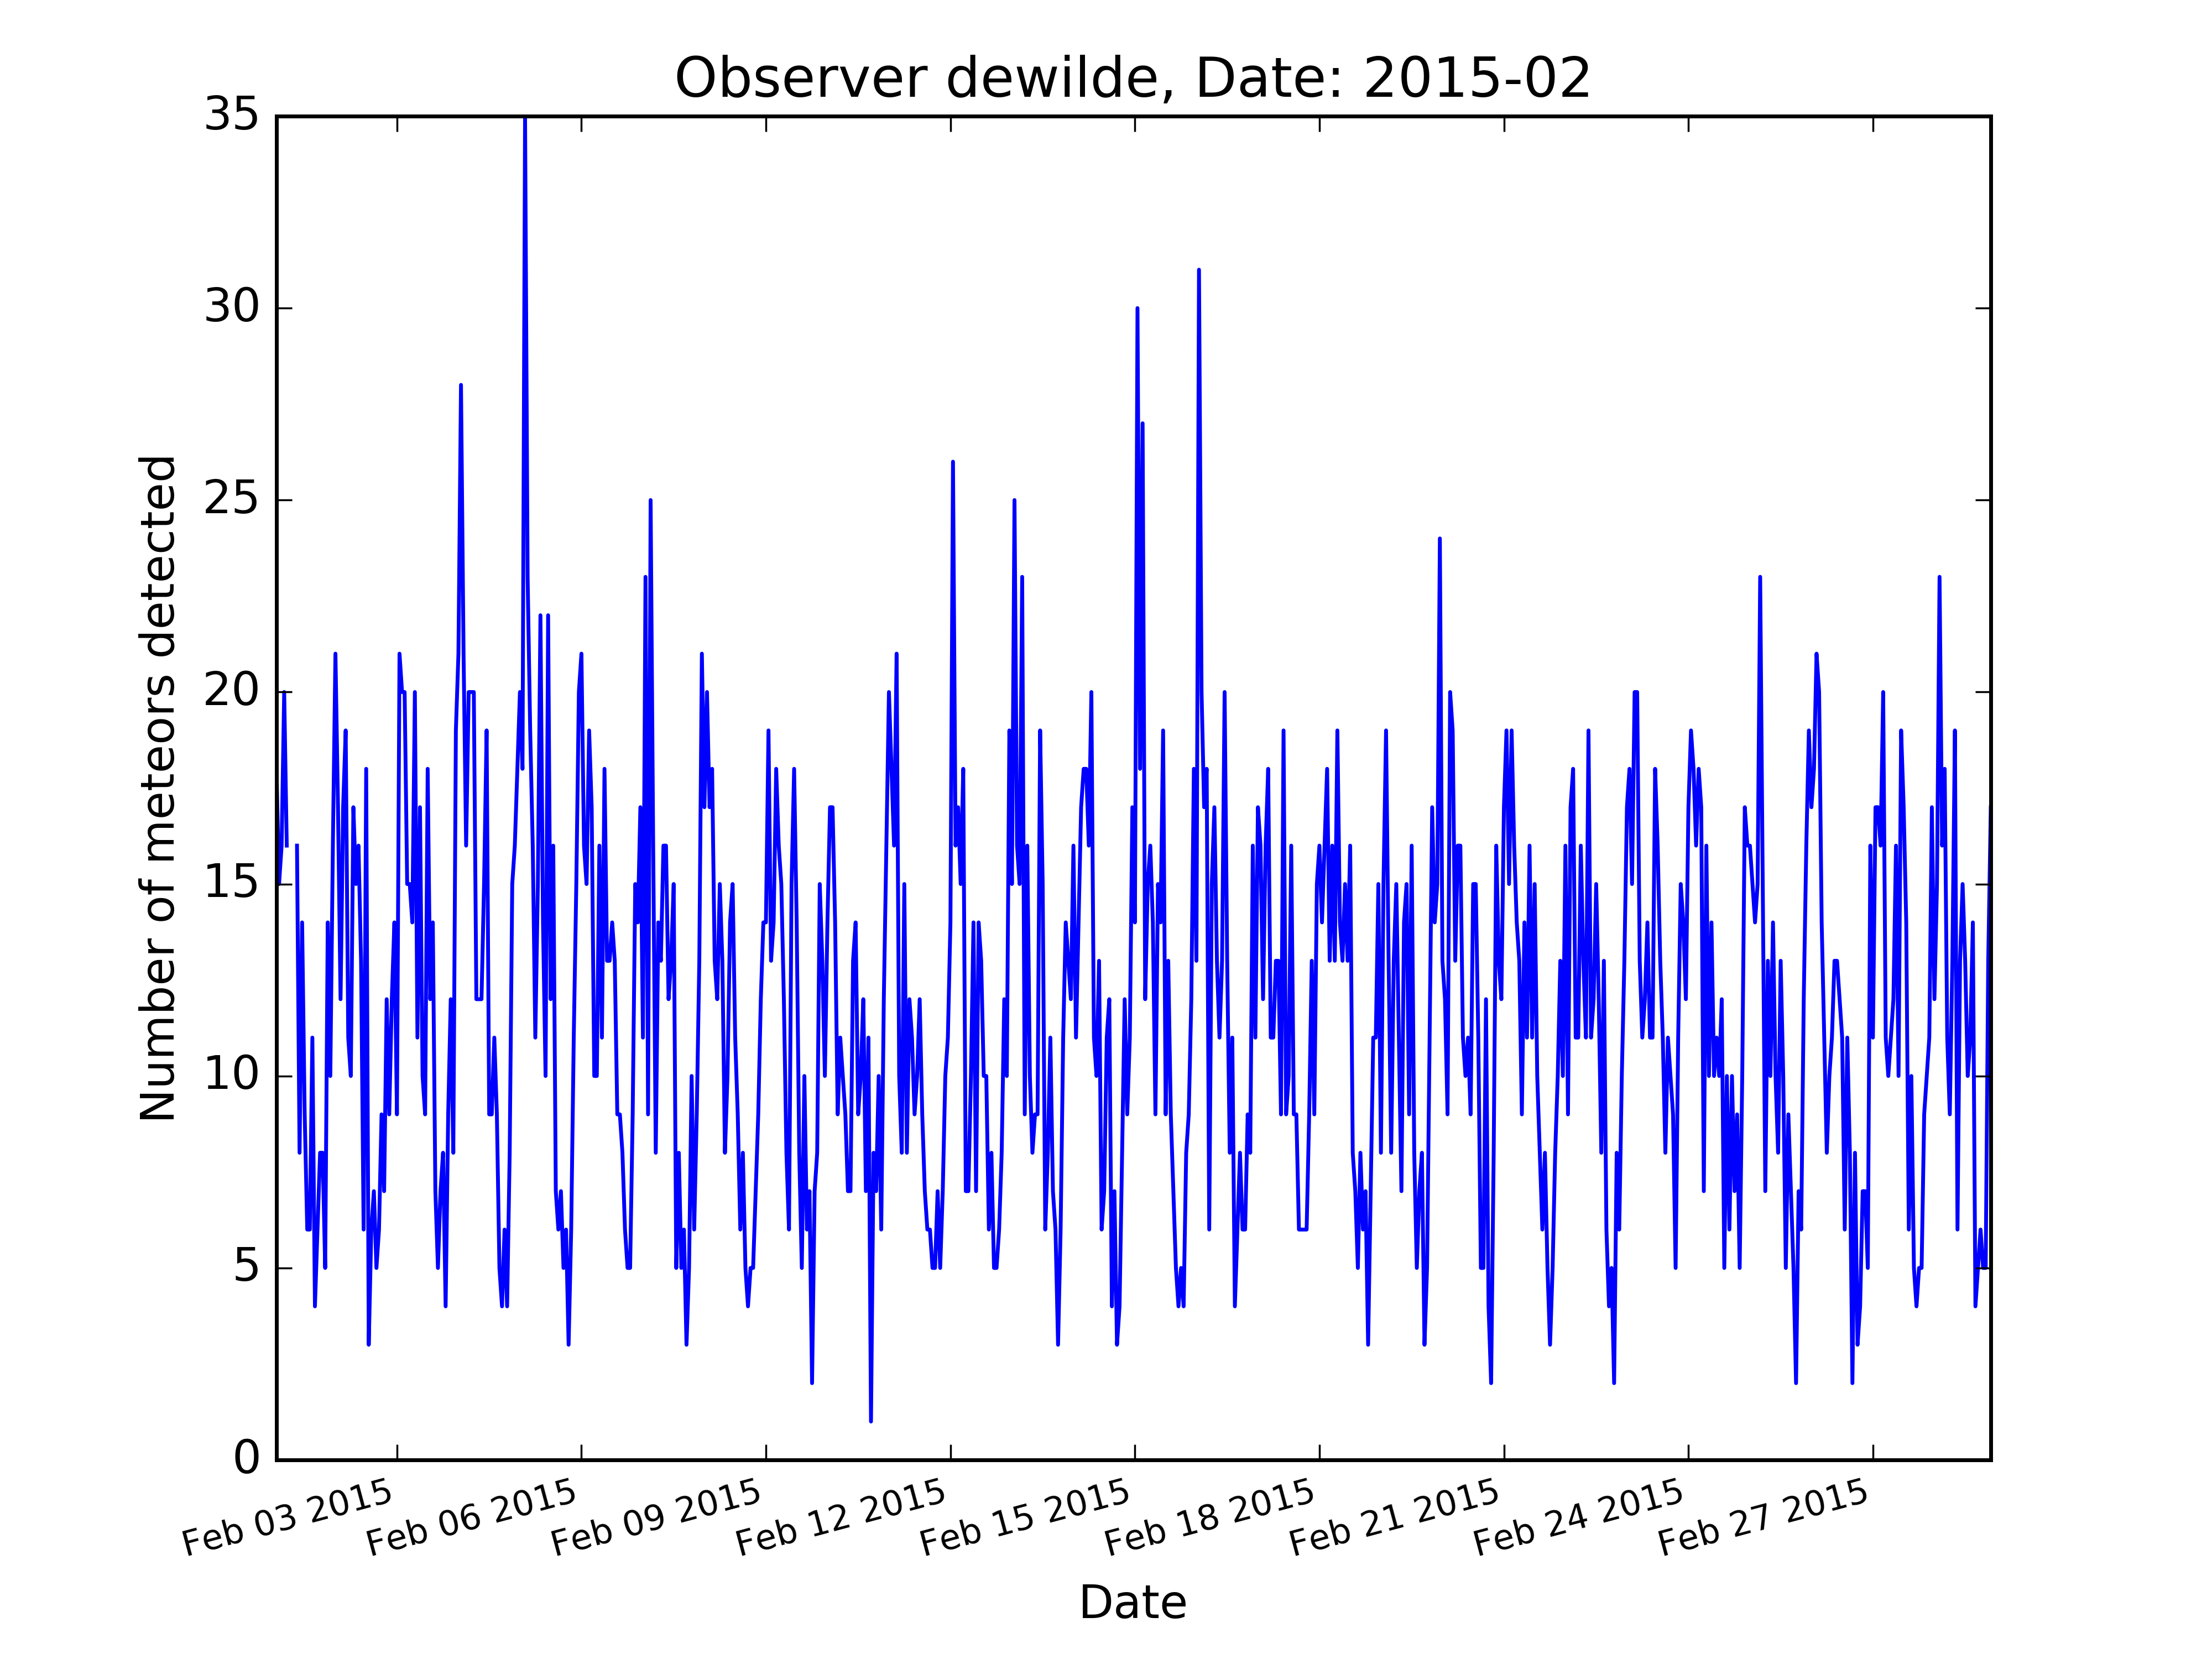 Observer dewilde, Date: 2015-02
35
30
25
20
15
10
5
0
Number of meteors detected
Feb 03 2015
Feb 06 2015
Feb 09 2015
Feb 12 2015
Feb 15 2015
Feb 18 2015
Feb 21 2015
Feb 24 2015
Feb 27 2015
Date